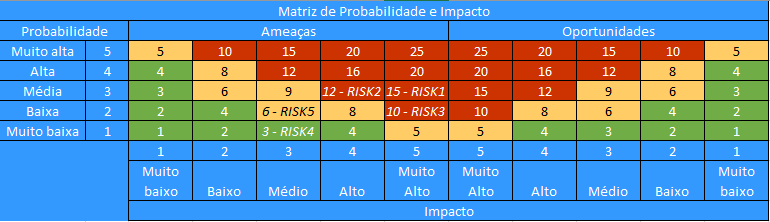 Matriz de Probabilidade e Impacto
Probabilidade Ameaças Oportunidades
Muito alta 5 5 10 15 20 25 25 20 15 10 5
Alta 4 4 8 12 16 20 20 16 12 8 4
Média 3 3 6 9 12 - RISK2 15 - RISK1 15 12 9 6 3
Baixa 2 2 4 6 - RISK5 8 10 - RISK3 10 8 6 4 2
Muito baixa 1 1 2 3 - RISK4 4 5 5 4 3 2 1
1 2 3 4 5 5 4 3 2 1
Muito baixo Baixo Médio Alto Muito Alto Muito Alto Alto Médio Baixo Muito baixo
Impacto